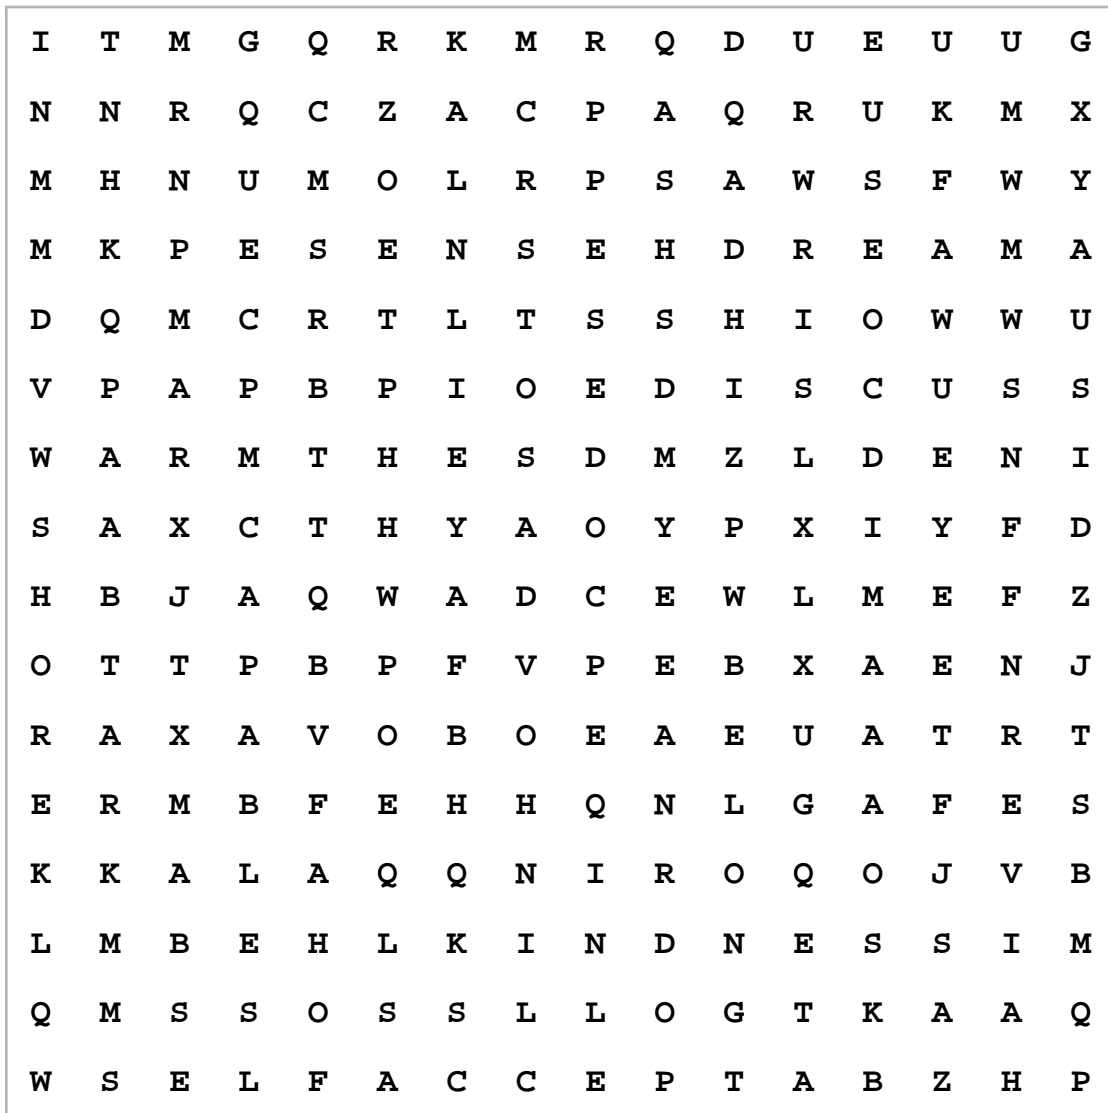 I T M G Q R K M R Q D U E U U G
N N R Q C Z A C P A Q R U K M X
M H N U M O L R P S A W S F W Y
M K P E S E N S E H D R E A M A
D Q M C R T L T S S H I O W W U
V P A P B P I O E D I S C U S S
W A R M T H E S D M Z L D E N I
S A X C T H Y A O Y P X I Y F D
H B J A Q W A D C E W L M E F Z
O T T P B P F V P E B X A E N J
R A X A V O B O E A E U A T R T
E R M B F E H H Q N L G A F E S
K K A L A Q Q N I R O Q O J V B
L M B E H L K I N D N E S S I M
Q M S S O S S L L O G T K A A Q
W S E L F A C C E P T A B Z H P